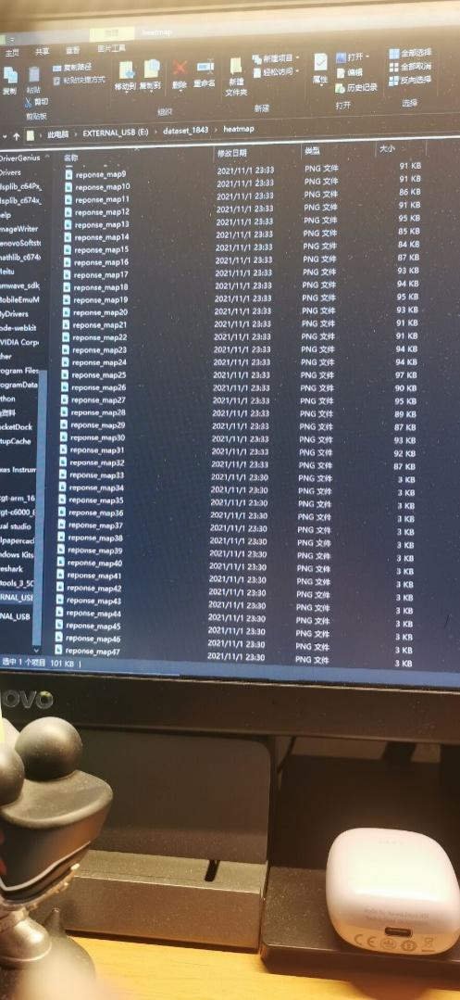 heatmap
主页 共享 查看 图片工具
复制 粘贴 复制路径 粘贴快捷方式 剪切 移动到 复制到 删除 重命名 新建文件夹 新建项目 轻松访问 属性 打开 编辑 历史记录 全部选择 全部取消 反向选择
剪贴板 组织 新建 打开 选择
此电脑 EXTERNAL_USB (E:) dataset_1843 heatmap
名称 修改日期 类型 大小
reponse_map9 2021/11/1 23:33 PNG 文件 91 KB
reponse_map10 2021/11/1 23:33 PNG 文件 91 KB
reponse_map11 2021/11/1 23:33 PNG 文件 86 KB
reponse_map12 2021/11/1 23:33 PNG 文件 91 KB
reponse_map13 2021/11/1 23:33 PNG 文件 95 KB
reponse_map14 2021/11/1 23:33 PNG 文件 85 KB
reponse_map15 2021/11/1 23:33 PNG 文件 84 KB
reponse_map16 2021/11/1 23:33 PNG 文件 87 KB
reponse_map17 2021/11/1 23:33 PNG 文件 93 KB
reponse_map18 2021/11/1 23:33 PNG 文件 94 KB
reponse_map19 2021/11/1 23:33 PNG 文件 95 KB
reponse_map20 2021/11/1 23:33 PNG 文件 93 KB
reponse_map21 2021/11/1 23:33 PNG 文件 91 KB
reponse_map22 2021/11/1 23:33 PNG 文件 91 KB
reponse_map23 2021/11/1 23:33 PNG 文件 94 KB
reponse_map24 2021/11/1 23:33 PNG 文件 94 KB
reponse_map25 2021/11/1 23:33 PNG 文件 97 KB
reponse_map26 2021/11/1 23:33 PNG 文件 90 KB
reponse_map27 2021/11/1 23:33 PNG 文件 95 KB
reponse_map28 2021/11/1 23:33 PNG 文件 89 KB
reponse_map29 2021/11/1 23:33 PNG 文件 87 KB
reponse_map30 2021/11/1 23:33 PNG 文件 93 KB
reponse_map31 2021/11/1 23:33 PNG 文件 92 KB
reponse_map32 2021/11/1 23:33 PNG 文件 87 KB
reponse_map33 2021/11/1 23:30 PNG 文件 3 KB
reponse_map34 2021/11/1 23:30 PNG 文件 3 KB
reponse_map35 2021/11/1 23:30 PNG 文件 3 KB
reponse_map36 2021/11/1 23:30 PNG 文件 3 KB
reponse_map37 2021/11/1 23:30 PNG 文件 3 KB
reponse_map38 2021/11/1 23:30 PNG 文件 3 KB
reponse_map39 2021/11/1 23:30 PNG 文件 3 KB
reponse_map40 2021/11/1 23:30 PNG 文件 3 KB
reponse_map41 2021/11/1 23:30 PNG 文件 3 KB
reponse_map42 2021/11/1 23:30 PNG 文件 3 KB
reponse_map43 2021/11/1 23:30 PNG 文件 3 KB
reponse_map44 2021/11/1 23:30 PNG 文件 3 KB
reponse_map45 2021/11/1 23:30 PNG 文件 3 KB
reponse_map46 2021/11/1 23:30 PNG 文件 3 KB
reponse_map47 2021/11/1 23:30 PNG 文件 3 KB
DriverGenius
Drivers
dsplib_c64Px_
dsplib_c674x_
elp
mageWriter
enovoSoftst
mathlib_c674
Meitu
mmwave_sdk
MobileEmuM
MyDrivers
ode-webkit
VIDIA Corp
ther
rogram Files
rogramData
thon
资料
ocketDock
tupCache
xas Instrum
cgt-arm_16
cgt-c6000_8
ual studio
llpapercac
ndows Kits
eshark
tools_3_50
RNAL_USB
NAL_USB
选中 1 个项目 101 KB
OVO
CE